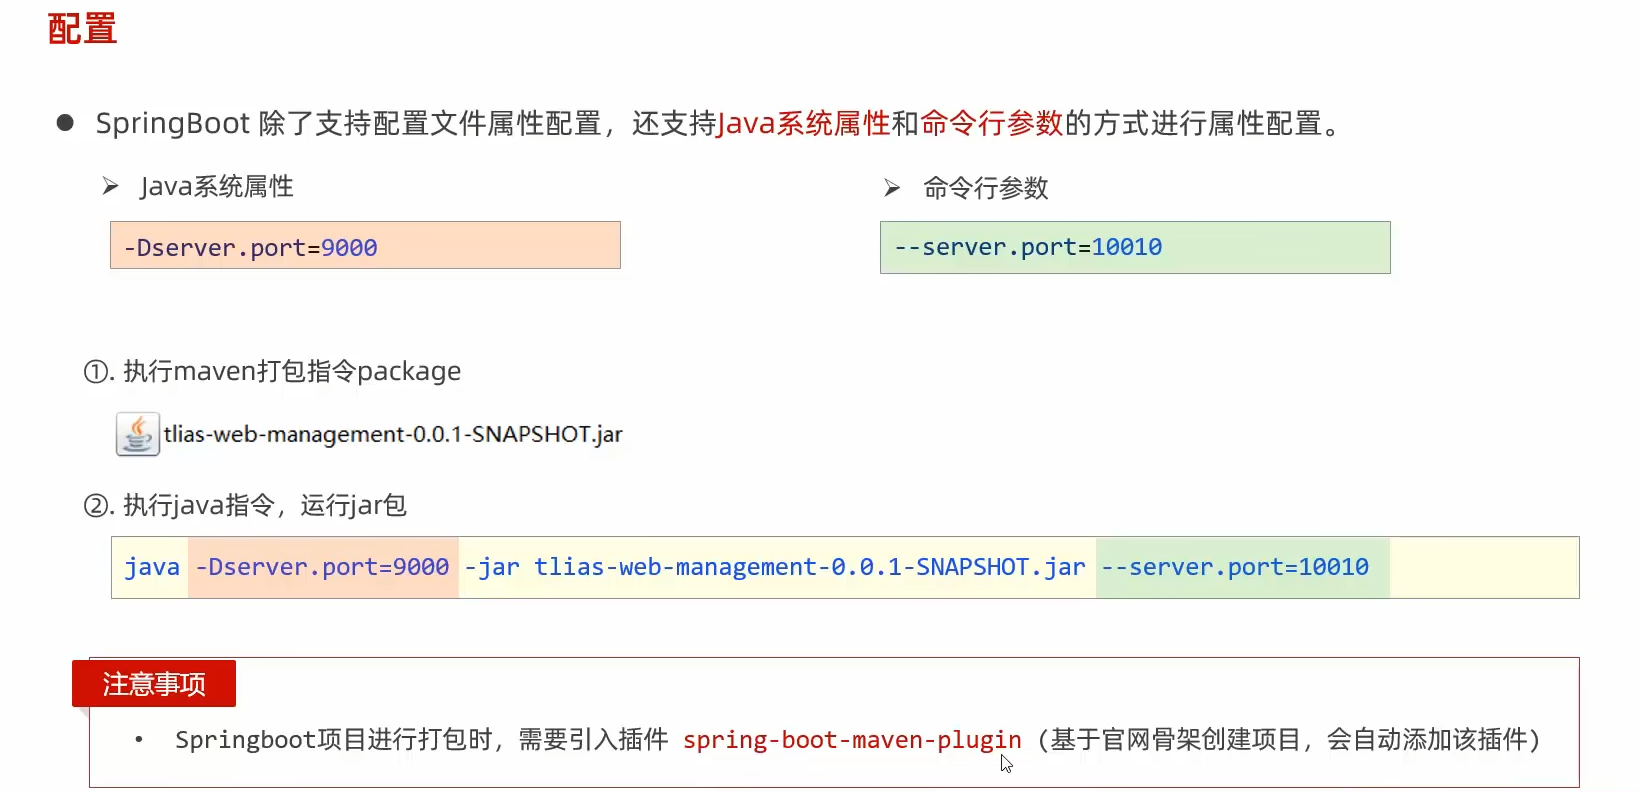 配置
● SpringBoot 除了支持配置文件属性配置，还支持Java系统属性和命令行参数的方式进行属性配置。
➢ Java系统属性
-Dserver.port=9000
➢ 命令行参数
--server.port=10010
①. 执行maven打包指令package
tlias-web-management-0.0.1-SNAPSHOT.jar
②. 执行java指令，运行jar包
java -Dserver.port=9000 -jar tlias-web-management-0.0.1-SNAPSHOT.jar --server.port=10010
注意事项
• Springboot项目进行打包时，需要引入插件 spring-boot-maven-plugin（基于官网骨架创建项目，会自动添加该插件）